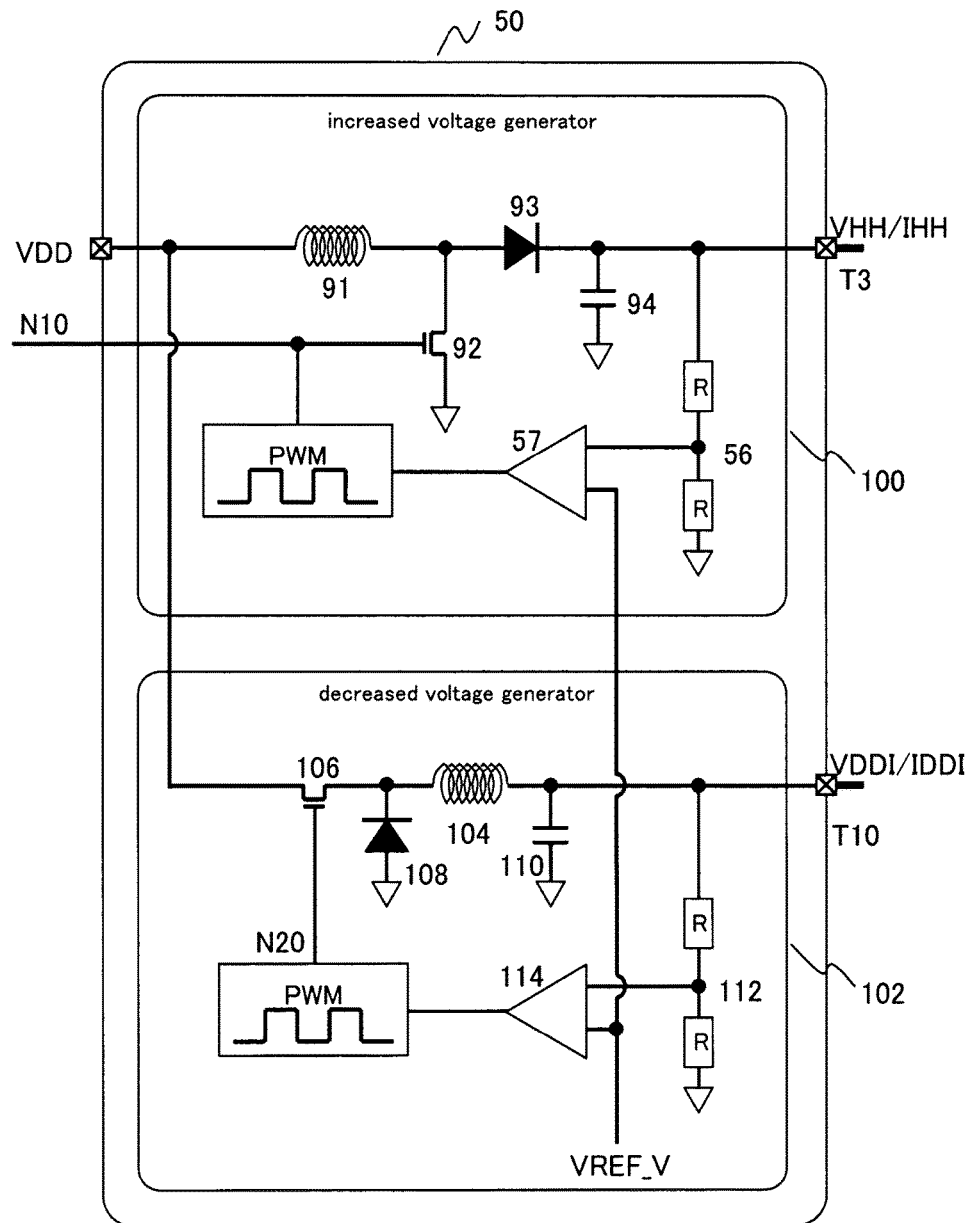 50
increased voltage generator
93
VHH/IHH
VDD
T3
91
94
N10
92
R
57
56
PWM
100
R
decreased voltage generator
106
VDDI/IDDI
104
T10
110
108
R
N20
114
112
102
PWM
R
VREF_V